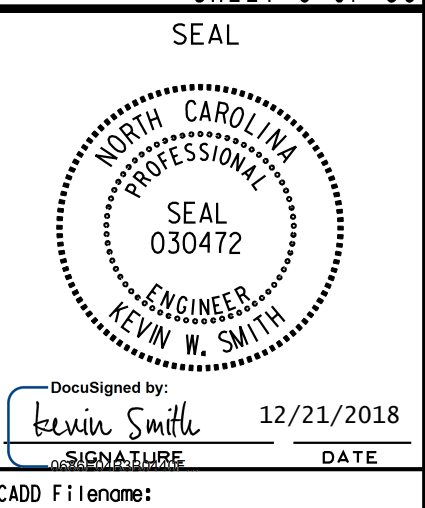 SEAL
NORTH CAROLINA
PROFESSIONAL
SEAL
030472
ENGINEER
KEVIN W. SMITH
DocuSigned by:
Kevin Smith
12/21/2018
SIGNATURE
DATE
CADD Filename: